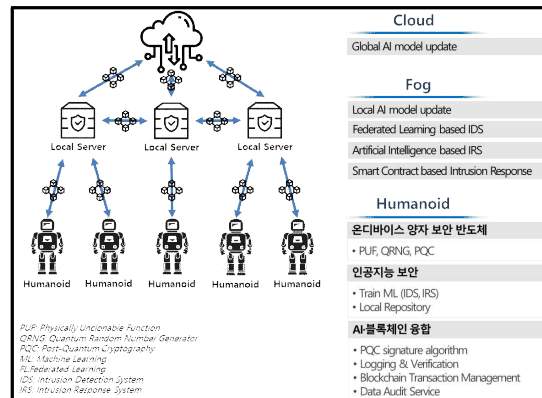 Cloud
Global AI model update
Fog
Local AI model update
Federated Learning based IDS
Artificial Intelligence based IRS
Smart Contract based Intrusion Response
Humanoid
온디바이스 양자 보안 반도체
• PUF, QRNG, PQC
인공지능 보안
• Train ML (IDS, IRS)
• Local Repository
AI-블록체인 융합
• PQC signature algorithm
• Logging & Verification
• Blockchain Transaction Management
• Data Audit Service
Local Server Local Server Local Server
Humanoid Humanoid Humanoid Humanoid Humanoid
PUF: Physically Unclonable Function
QRNG: Quantum Random Number Generator
PQC: Post-Quantum Cryptography
ML: Machine Learning
FL:Federated Learning
IDS: Intrusion Detection System
IRS: Intrusion Response System